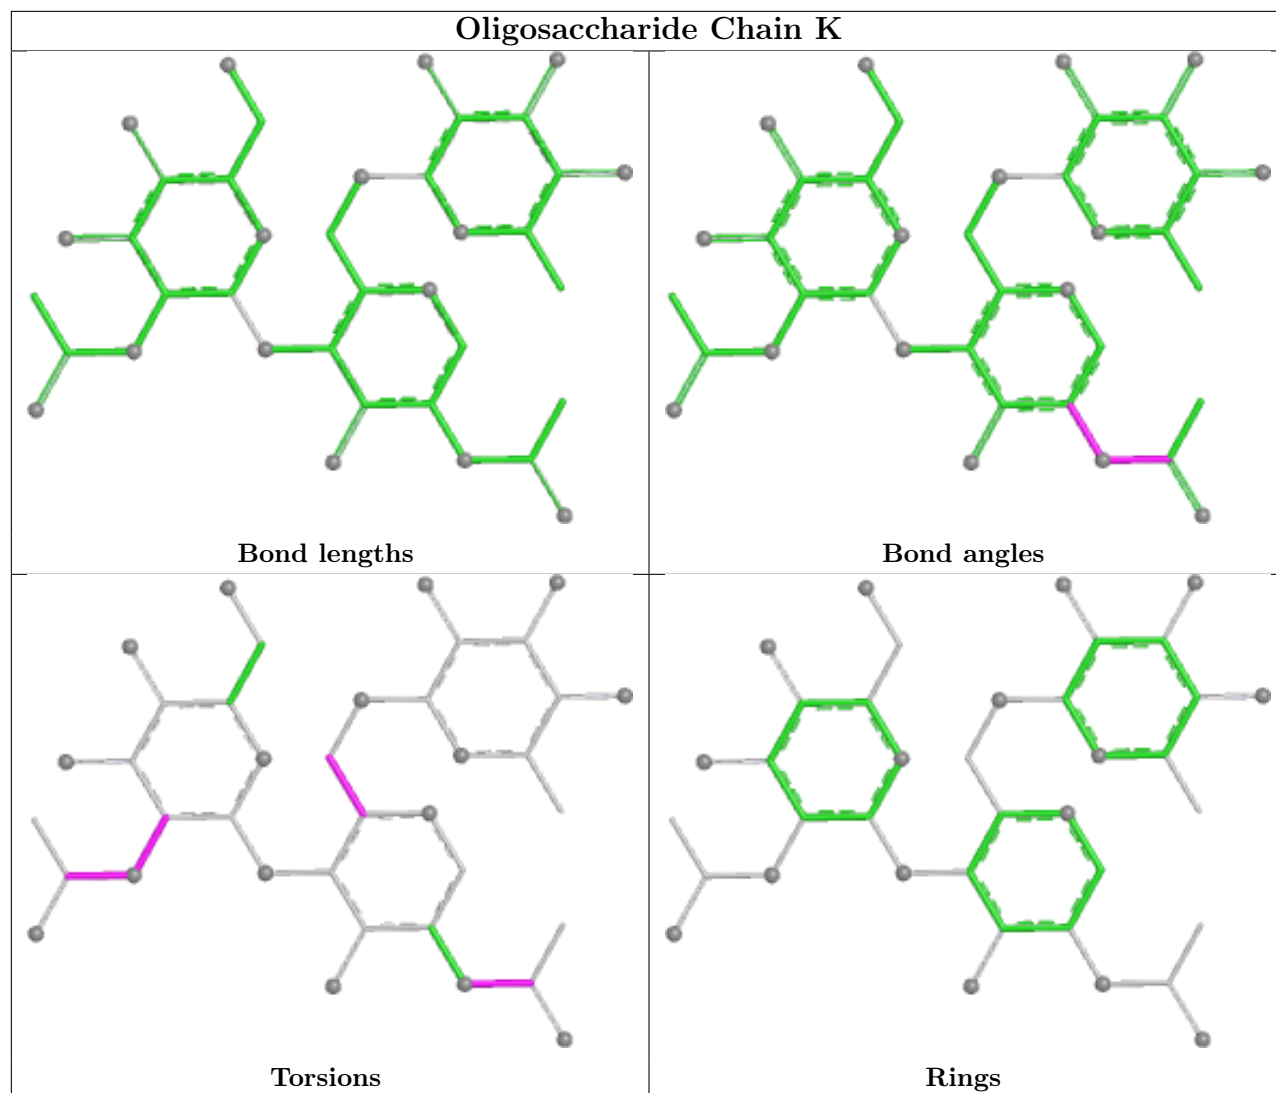 Oligosaccharide Chain K
Bond lengths
Bond angles
Torsions
Rings